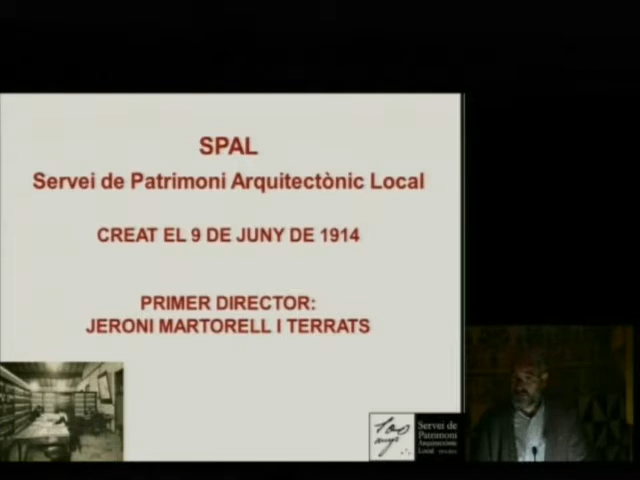 SPAL
Servei de Patrimoni Arquitectònic Local
CREAT EL 9 DE JUNY DE 1914
PRIMER DIRECTOR:
JERONI MARTORELL I TERRATS
100
anys
Servei de
Patrimoni
Arquitectònic
Local